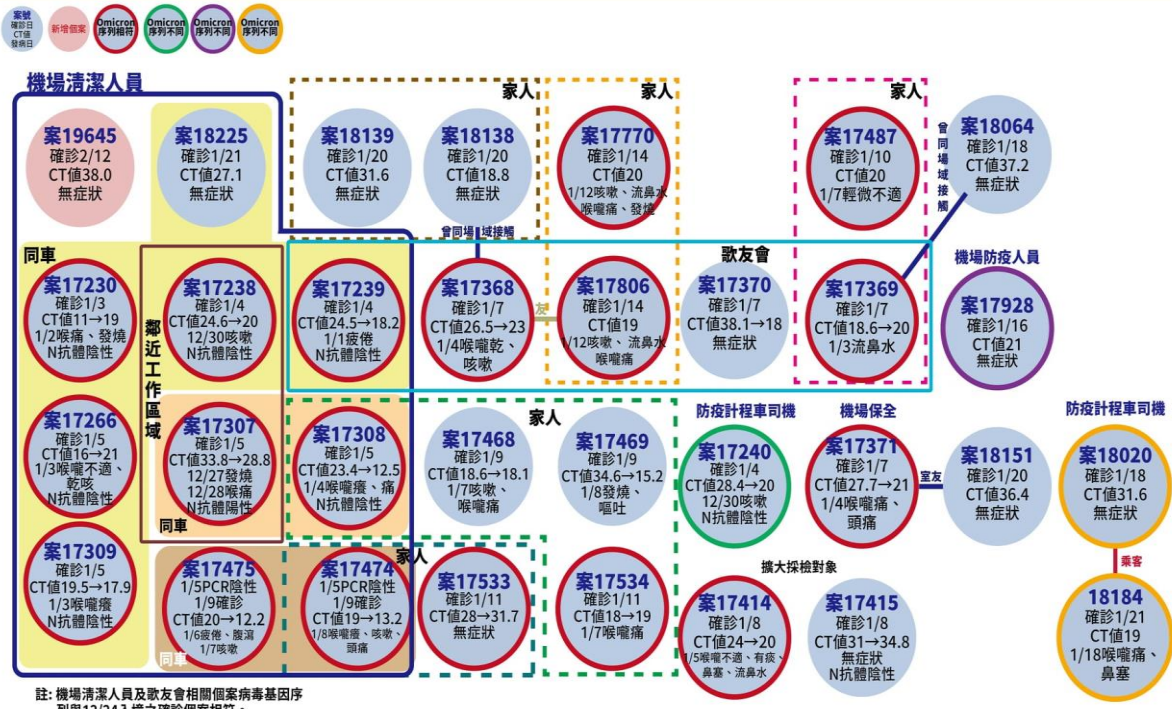 案號
確診日
CT值
發病日
新增個案
Omicron
序列相符
Omicron
序列不同
Omicron
序列不同
Omicron
序列不同
機場清潔人員
案19645
確診2/12
CT值38.0
無症狀
案18225
確診1/21
CT值27.1
無症狀
家人
案18139
確診1/20
CT值31.6
無症狀
案18138
確診1/20
CT值18.8
無症狀
家人
案17770
確診1/14
CT值20
1/12咳嗽、流鼻水
喉嚨痛、發燒
家人
案17487
確診1/10
CT值20
1/7輕微不適
曾同場域接觸
案18064
確診1/18
CT值37.2
無症狀
曾同場域接觸
同車
案17230
確診1/3
CT值11→19
1/2喉痛、發燒
N抗體陰性
鄰近工作區域
案17238
確診1/4
CT值24.6→20
12/30咳嗽
N抗體陰性
案17239
確診1/4
CT值24.5→18.2
1/1疲倦
N抗體陰性
案17368
確診1/7
CT值26.5→23
1/4喉嚨乾、
咳嗽
友
案17806
確診1/14
CT值19
1/12咳嗽、流鼻水
喉嚨痛
歌友會
案17370
確診1/7
CT值38.1→18
無症狀
案17369
確診1/7
CT值18.6→20
1/3流鼻水
機場防疫人員
案17928
確診1/16
CT值21
無症狀
案17266
確診1/5
CT值16→21
1/3喉嚨不適、
乾咳
N抗體陰性
案17307
確診1/5
CT值33.8→28.8
12/27發燒
12/28喉痛
N抗體陽性
同車
案17308
確診1/5
CT值23.4→12.5
1/4喉嚨癢、痛
N抗體陰性
家人
案17468
確診1/9
CT值18.6→18.1
1/7咳嗽、
喉嚨痛
案17469
確診1/9
CT值34.6→15.2
1/8發燒、
嘔吐
防疫計程車司機
案17240
確診1/4
CT值28.4→20
12/30咳嗽
N抗體陰性
機場保全
案17371
確診1/7
CT值27.7→21
1/4喉嚨痛、
頭痛
室友
案18151
確診1/20
CT值36.4
無症狀
防疫計程車司機
案18020
確診1/18
CT值31.6
無症狀
乘客
案17309
確診1/5
CT值19.5→17.9
1/3喉嚨癢
N抗體陰性
案17475
1/5PCR陰性
1/9確診
CT值20→12.2
1/6疲倦、腹瀉
1/7咳嗽
同車
家人
案17474
1/5PCR陰性
1/9確診
CT值19→13.2
1/8喉嚨癢、咳嗽、
頭痛
案17533
確診1/11
CT值28→31.7
無症狀
案17534
確診1/11
CT值18→19
1/7喉嚨痛
擴大採檢對象
案17414
確診1/8
CT值24→20
1/5喉嚨不適、有痰、
鼻塞、流鼻水
案17415
確診1/8
CT值31→34.8
無症狀
N抗體陰性
18184
確診1/21
CT值19
1/18喉嚨痛、
鼻塞
註: 機場清潔人員及歌友會相關個案病毒基因序
列與12/24入境之確診個案相符。